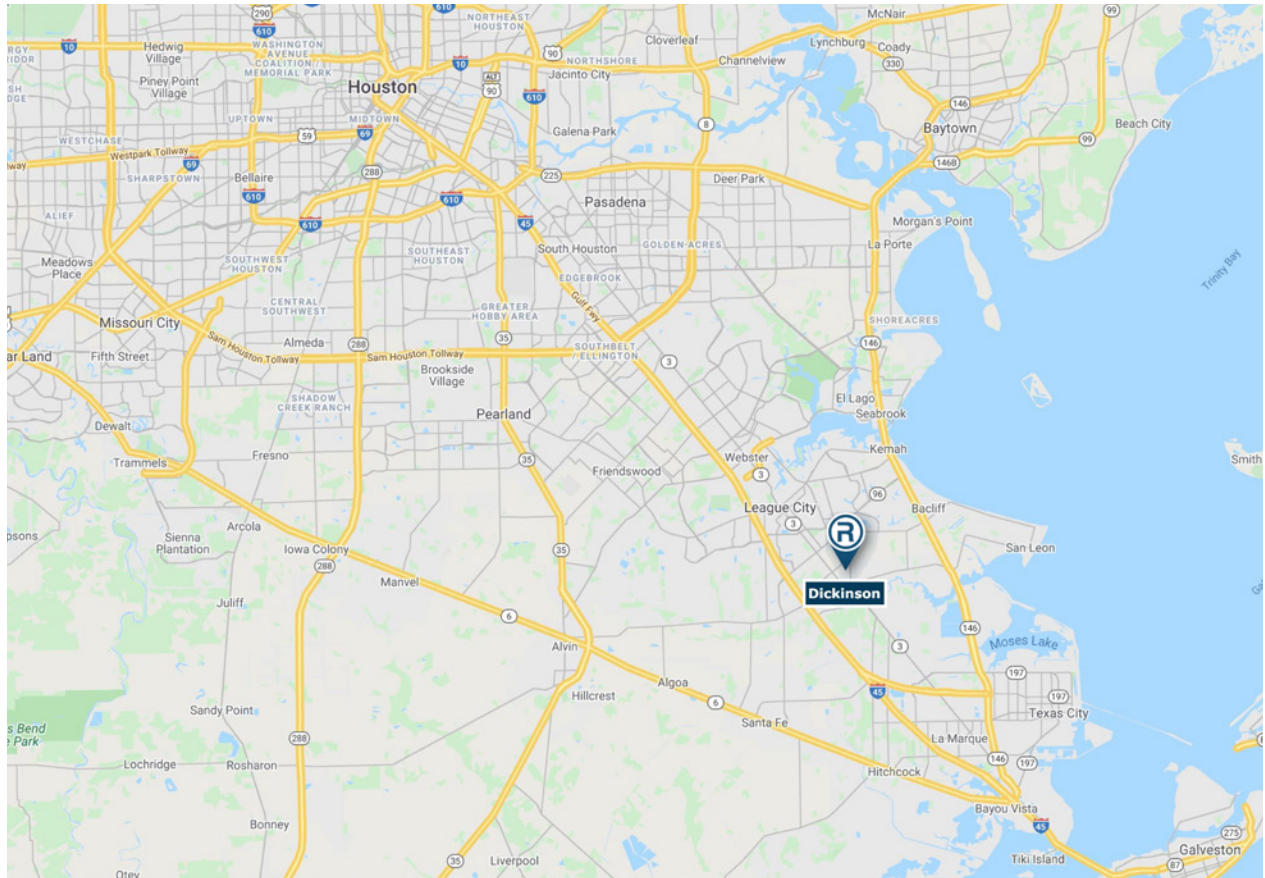 290
610
McNair
99
NORTHEAST
HOUSTON
Cloverleaf
Lynchburg
Coady
330
10
Hedwig
Village
WASHINGTON
AVENUE
COALITION /
MEMORIAL PARK
610
90
NORTHSHORE
Channelview
10
Jacinto City
Piney Point
Village
Houston
ALT
90
610
146
UPTOWN
MIDTOWN
69
8
Baytown
Beach City
WESTCHASE
59
Galena Park
99
Westpark Tollway
69
146B
SHARPSTOWN
Bellaire
288
225
Deer Park
610
610
Pasadena
ALIEF
610
45
Morgan's Point
South Houston
GOLDEN ACRES
La Porte
Meadows
Place
SOUTHWEST
HOUSTON
SOUTHEAST
HOUSTON
EDGEBROOK
Trinity Bay
CENTRAL
SOUTHWEST
GREATER
HOBBY AREA
Gulf Fwy
Missouri City
SHOREACRES
Sam Houston Tollway
Almeda
288
35
146
Fifth Street
Sam Houston Tollway
SOUTHBELT
/ ELLINGTON
3
Brookside
Village
SHADOW
CREEK RANCH
El Lago
Pearland
Seabrook
Dewalt
Trammels
Fresno
35
Friendswood
Webster
3
Kemah
Smith
96
Arcola
League City
3
Bacliff
R
Sienna
Plantation
Iowa Colony
35
San Leon
288
Manvel
Dickinson
Juliff
6
146
Alvin
3
Moses Lake
Hillcrest
Algoa
197
6
45
197
Sandy Point
Santa Fe
Texas City
288
La Marque
s Bend
Park
Lochridge
Rosharon
146
197
Hitchcock
Bayou Vista
Bonney
45
275
35
Liverpool
Tiki Island
Galveston
87
Otey